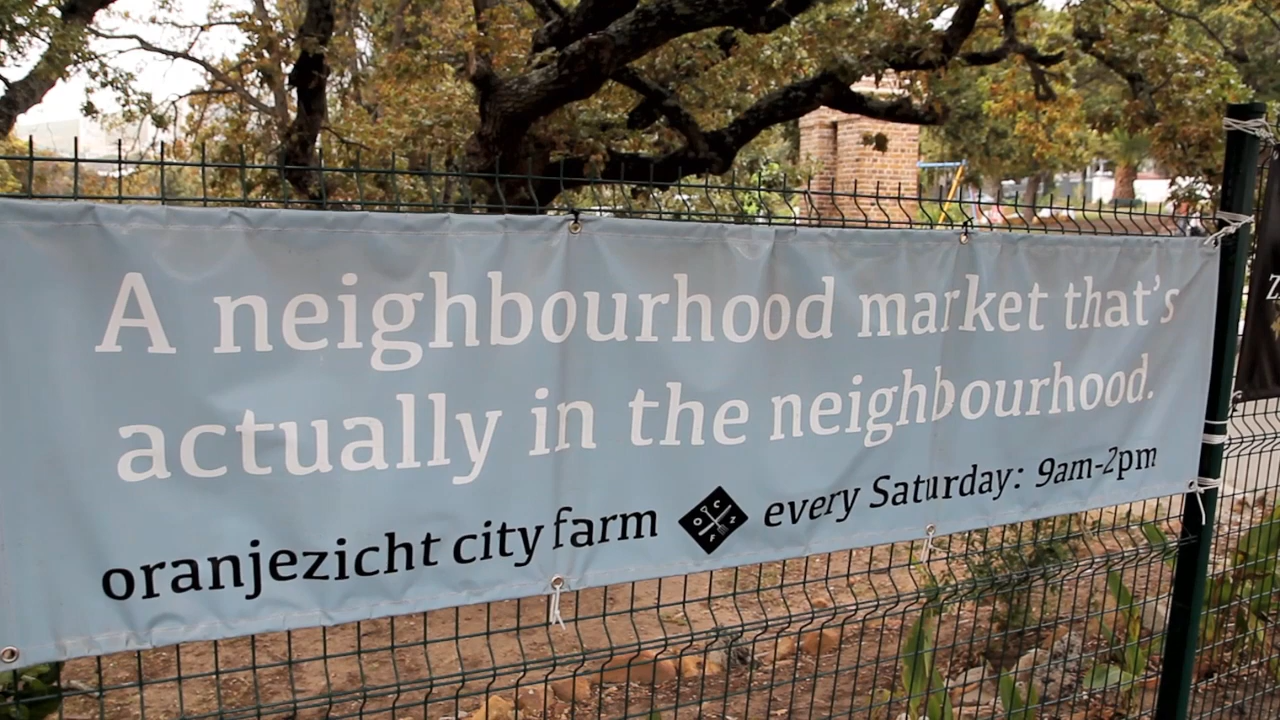 A neighbourhood market that's
actually in the neighbourhood.
oranjezicht city farm every Saturday: 9am-2pm
O C Z F
Z